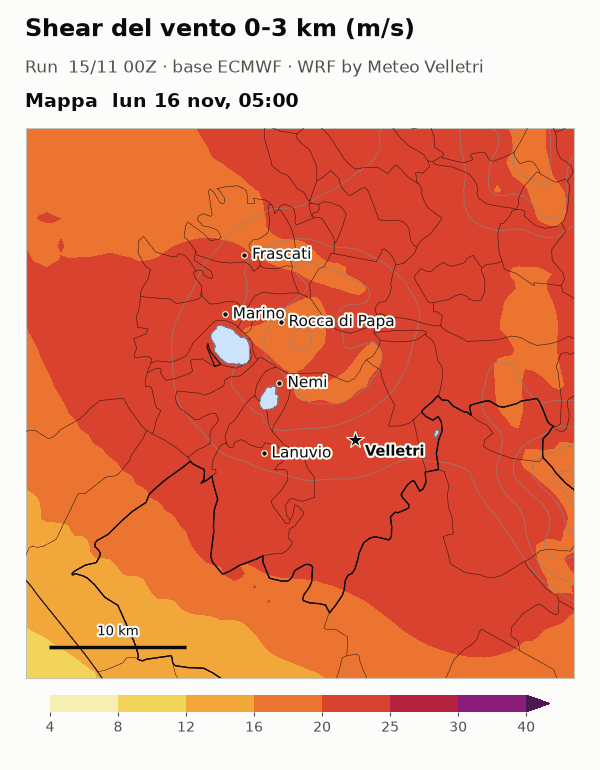 Shear del vento 0-3 km (m/s)
Run  15/11 00Z · base ECMWF · WRF by Meteo Velletri
Mappa  lun 16 nov, 05:00
Frascati
Marino
Rocca di Papa
Nemi
Velletri
Lanuvio
10 km
4 8 12 16 20 25 30 40